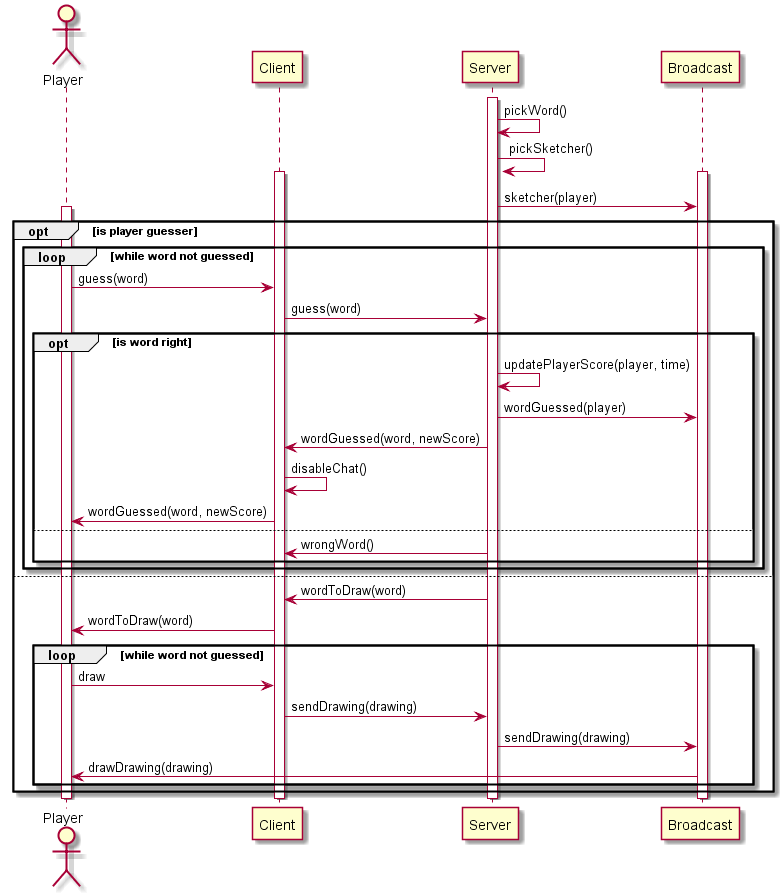 Player
Client
Server
Broadcast
pickWord()
pickSketcher()
sketcher(player)
opt [is player guesser]
loop [while word not guessed]
guess(word)
guess(word)
opt [is word right]
updatePlayerScore(player, time)
wordGuessed(player)
wordGuessed(word, newScore)
disableChat()
wordGuessed(word, newScore)
wrongWord()
wordToDraw(word)
wordToDraw(word)
loop [while word not guessed]
draw
sendDrawing(drawing)
sendDrawing(drawing)
drawDrawing(drawing)
Player
Client
Server
Broadcast